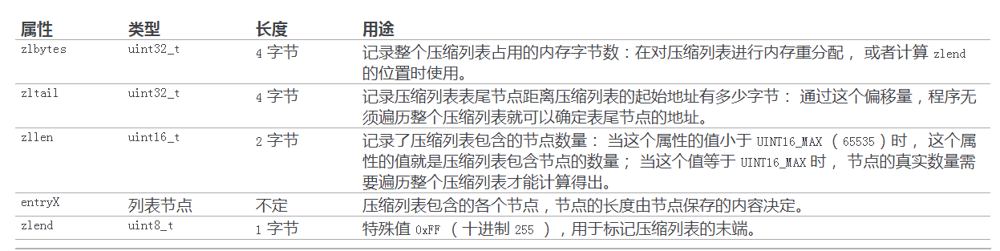 属性 类型 长度 用途
zlbytes uint32_t 4 字节 记录整个压缩列表占用的内存字节数：在对压缩列表进行内存重分配， 或者计算 zlend
的位置时使用。
zltail uint32_t 4 字节 记录压缩列表表尾节点距离压缩列表的起始地址有多少字节： 通过这个偏移量，程序无
须遍历整个压缩列表就可以确定表尾节点的地址。
zllen uint16_t 2 字节 记录了压缩列表包含的节点数量： 当这个属性的值小于 UINT16_MAX （ 65535 ）时， 这个属
性的值就是压缩列表包含节点的数量； 当这个值等于 UINT16_MAX 时， 节点的真实数量需
要遍历整个压缩列表才能计算得出。
entryX 列表节点 不定 压缩列表包含的各个节点，节点的长度由节点保存的内容决定。
zlend uint8_t 1 字节 特殊值 0xFF （ 十进制 255 ），用于标记压缩列表的末端。